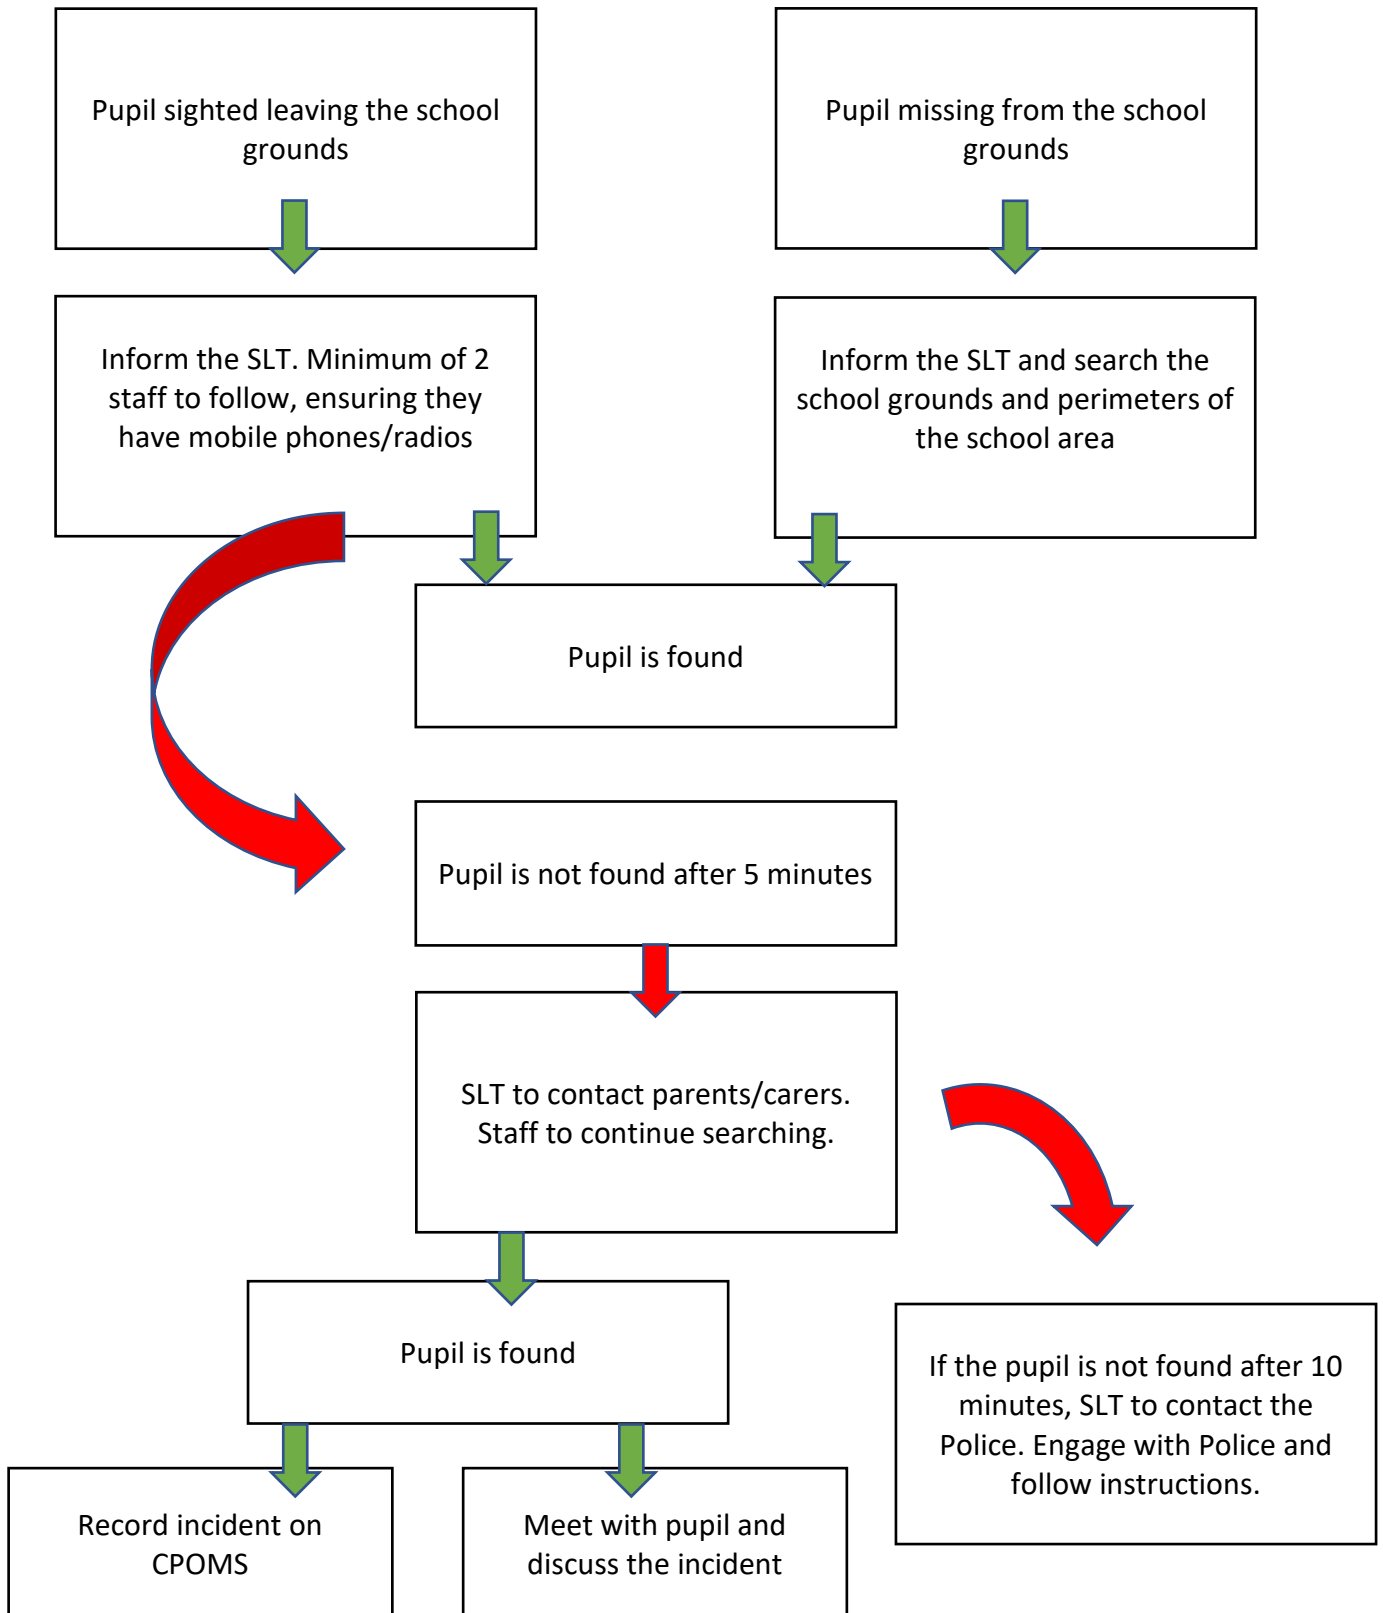 Pupil sighted leaving the school
grounds
Pupil missing from the school
grounds
Inform the SLT. Minimum of 2
staff to follow, ensuring they
have mobile phones/radios
Inform the SLT and search the
school grounds and perimeters of
the school area
Pupil is found
Pupil is not found after 5 minutes
SLT to contact parents/carers.
Staff to continue searching.
Pupil is found
If the pupil is not found after 10
minutes, SLT to contact the
Police. Engage with Police and
follow instructions.
Record incident on
CPOMS
Meet with pupil and
discuss the incident